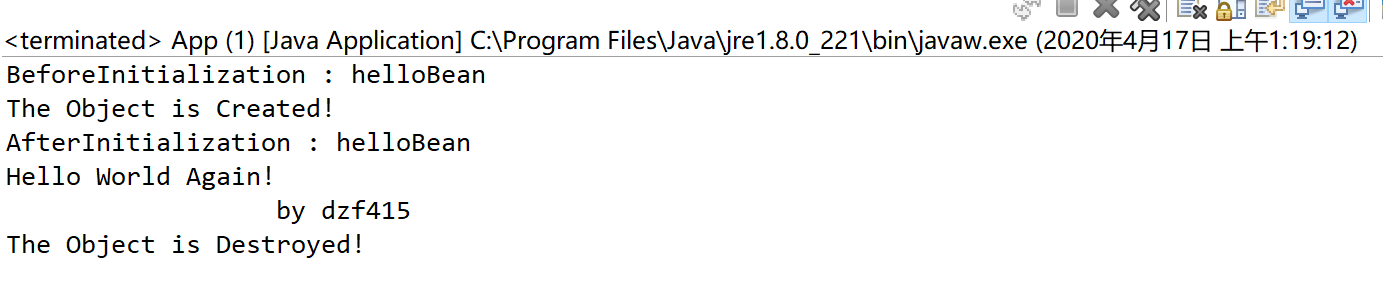 <terminated> App (1) [Java Application] C:\Program Files\Java\jre1.8.0_221\bin\javaw.exe (2020年4月17日 上午1:19:12)
BeforeInitialization : helloBean
The Object is Created!
AfterInitialization : helloBean
Hello World Again!
by dzf415
The Object is Destroyed!